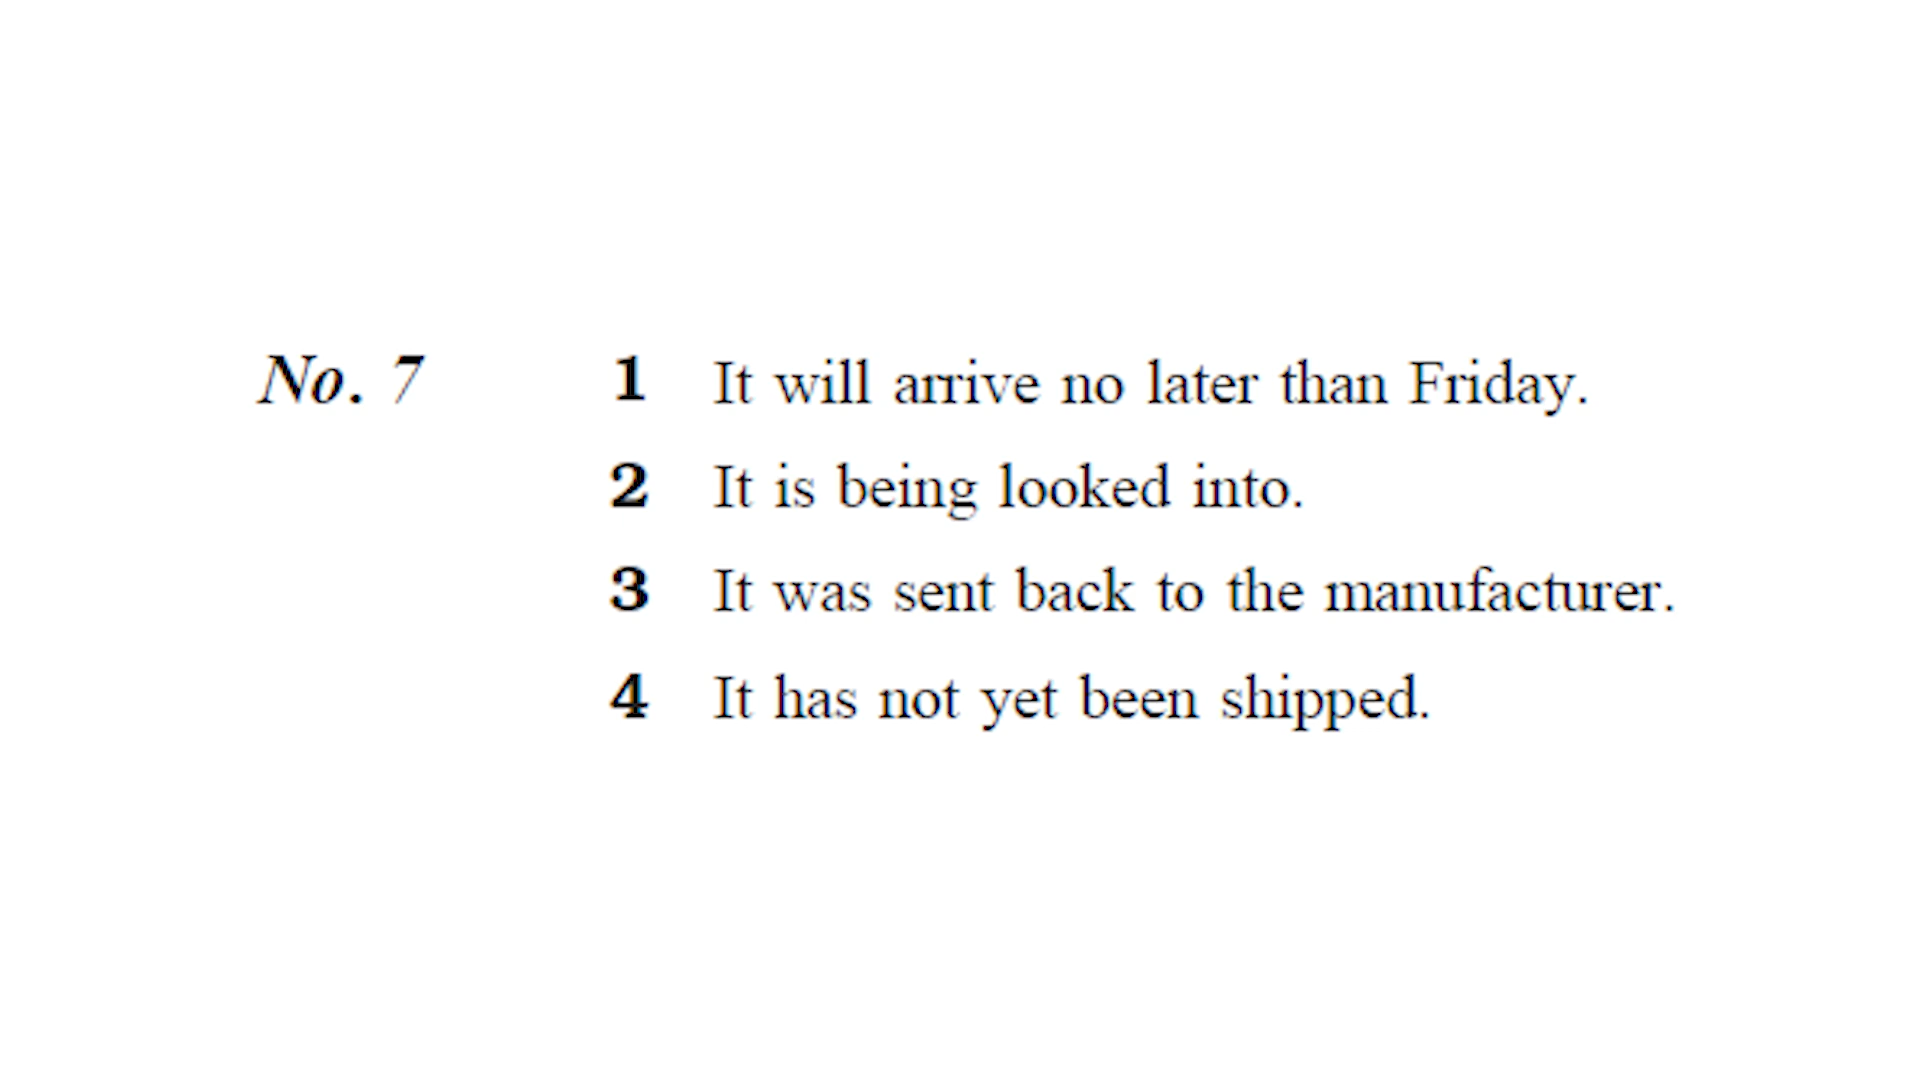 No. 7 1 It will arrive no later than Friday.
2 It is being looked into.
3 It was sent back to the manufacturer.
4 It has not yet been shipped.